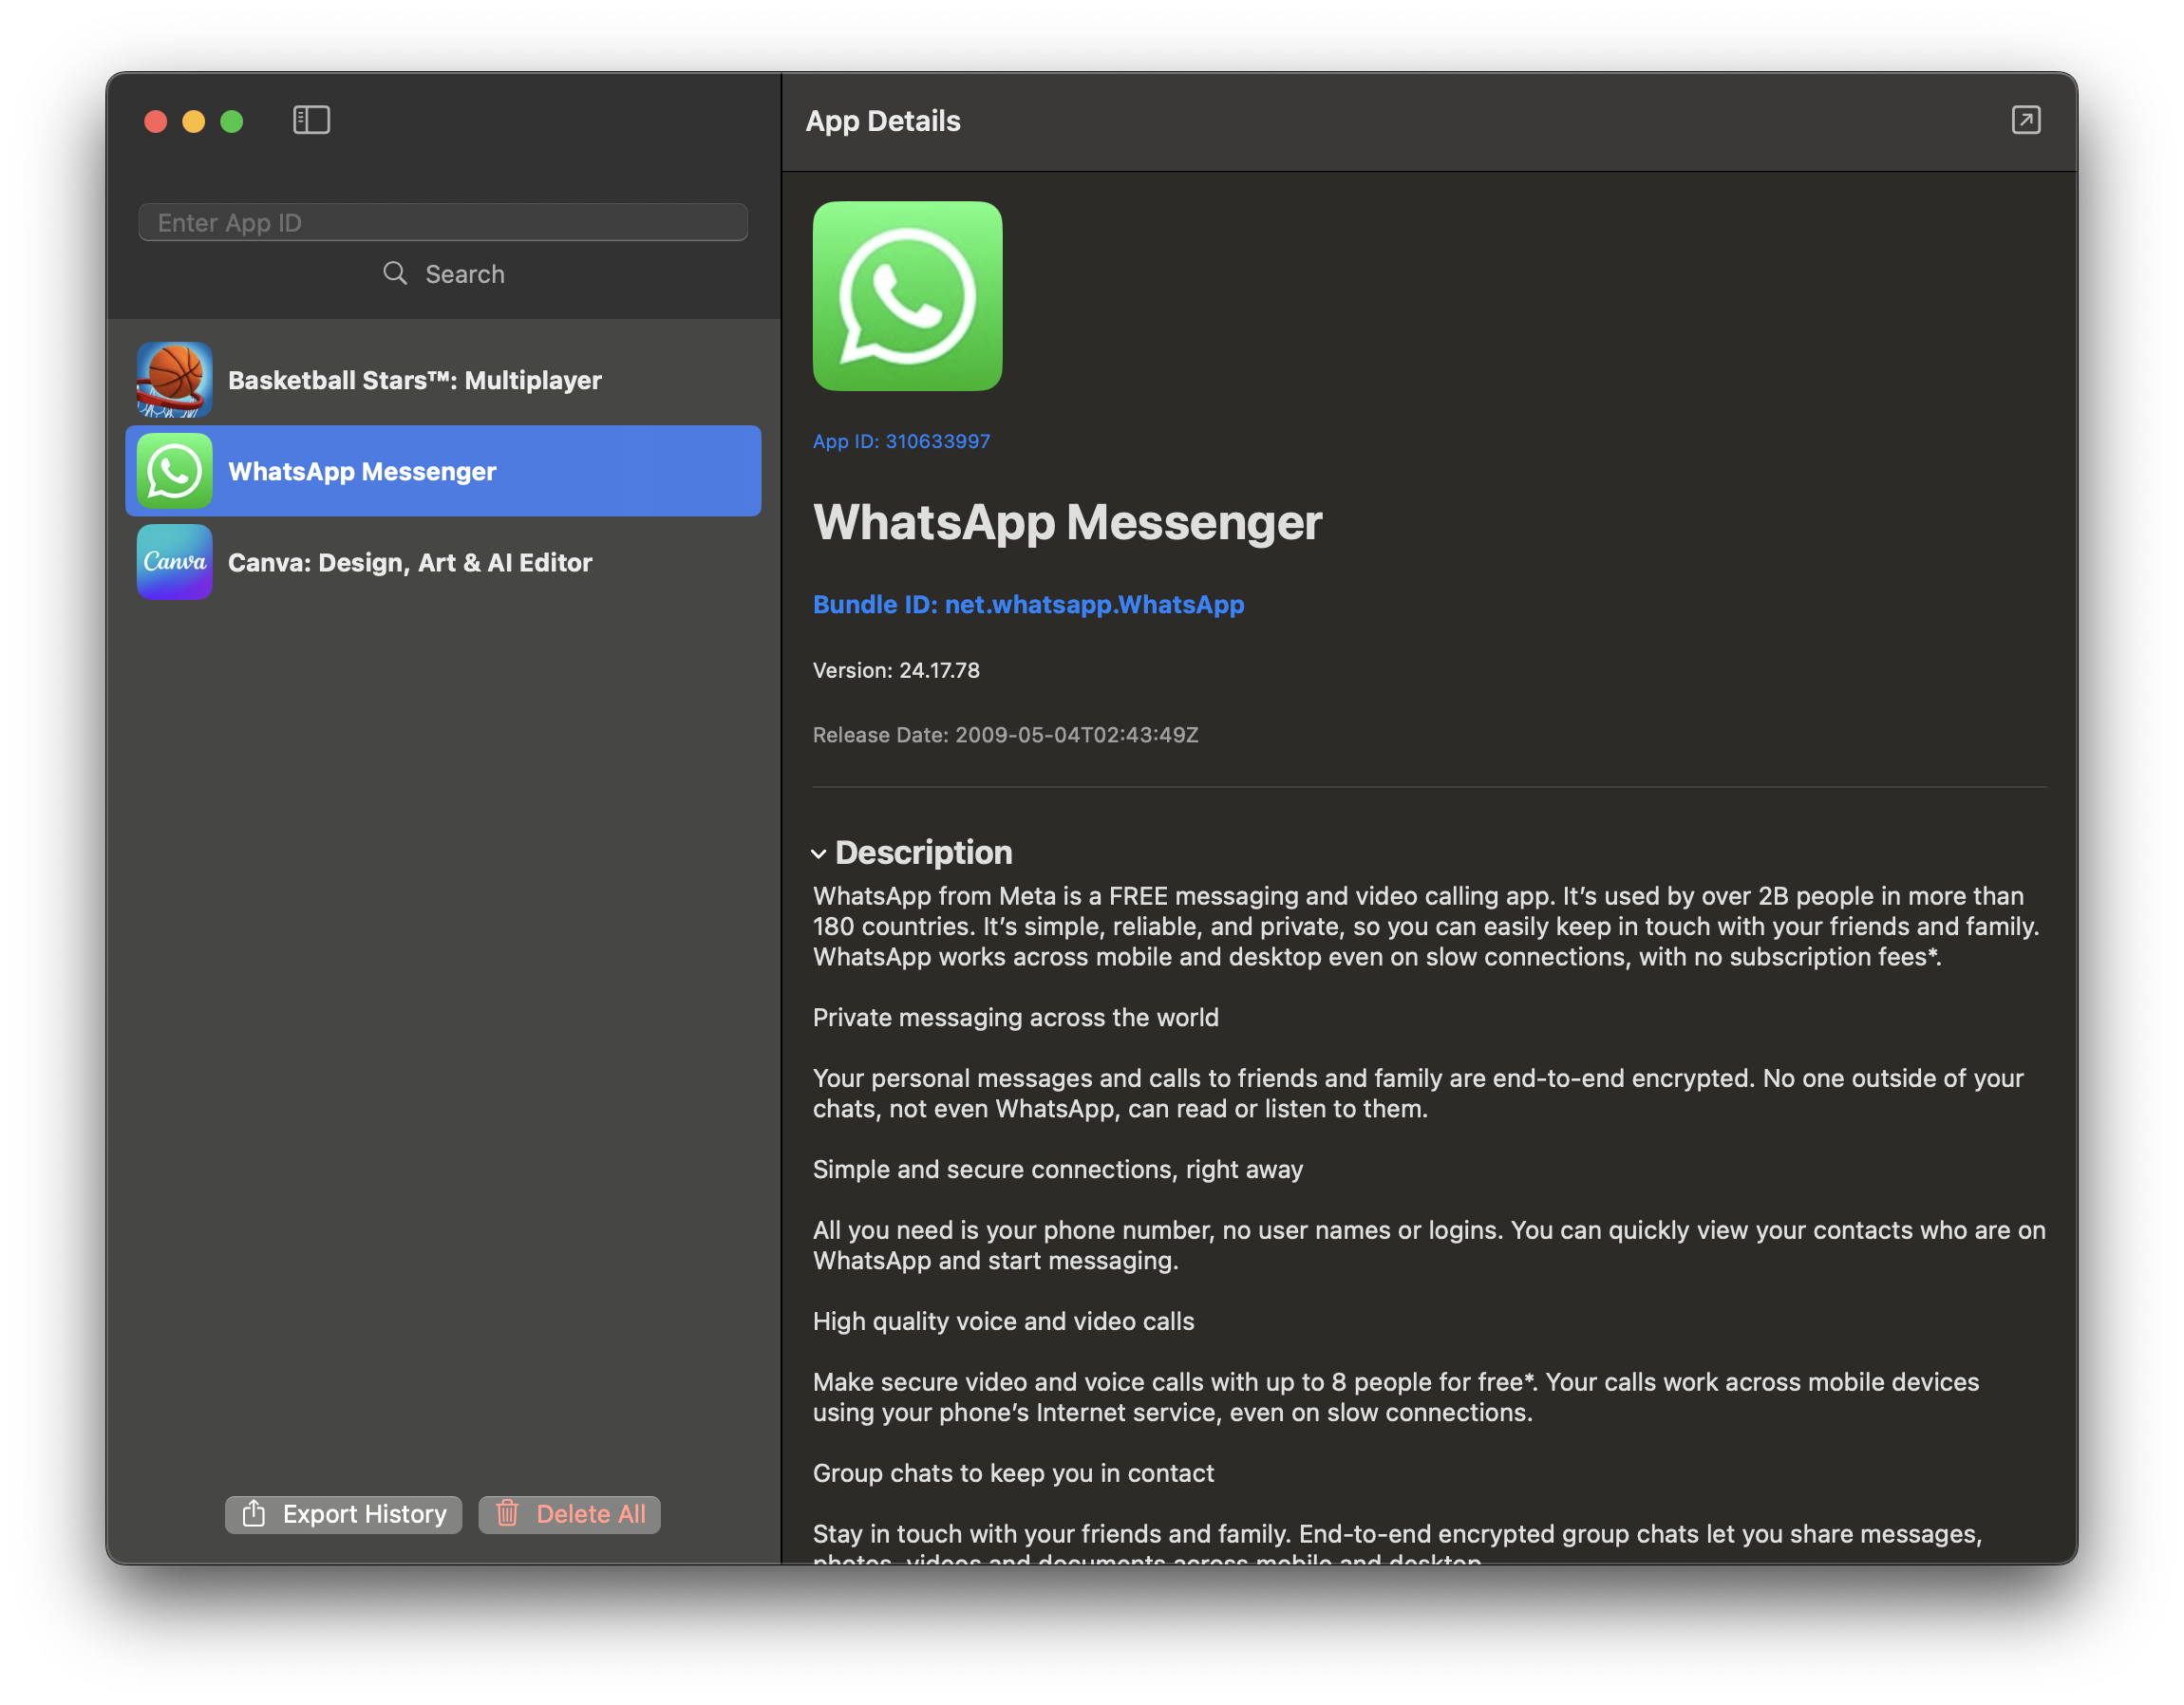 App Details
Enter App ID
Search
Basketball Stars™: Multiplayer
WhatsApp Messenger
Canva
Canva: Design, Art & AI Editor
Export History
Delete All
App ID: 310633997
WhatsApp Messenger
Bundle ID: net.whatsapp.WhatsApp
Version: 24.17.78
Release Date: 2009-05-04T02:43:49Z
Description
WhatsApp from Meta is a FREE messaging and video calling app. It’s used by over 2B people in more than
180 countries. It’s simple, reliable, and private, so you can easily keep in touch with your friends and family.
WhatsApp works across mobile and desktop even on slow connections, with no subscription fees*.
Private messaging across the world
Your personal messages and calls to friends and family are end-to-end encrypted. No one outside of your
chats, not even WhatsApp, can read or listen to them.
Simple and secure connections, right away
All you need is your phone number, no user names or logins. You can quickly view your contacts who are on
WhatsApp and start messaging.
High quality voice and video calls
Make secure video and voice calls with up to 8 people for free*. Your calls work across mobile devices
using your phone’s Internet service, even on slow connections.
Group chats to keep you in contact
Stay in touch with your friends and family. End-to-end encrypted group chats let you share messages,
photos, videos and documents across mobile and desktop